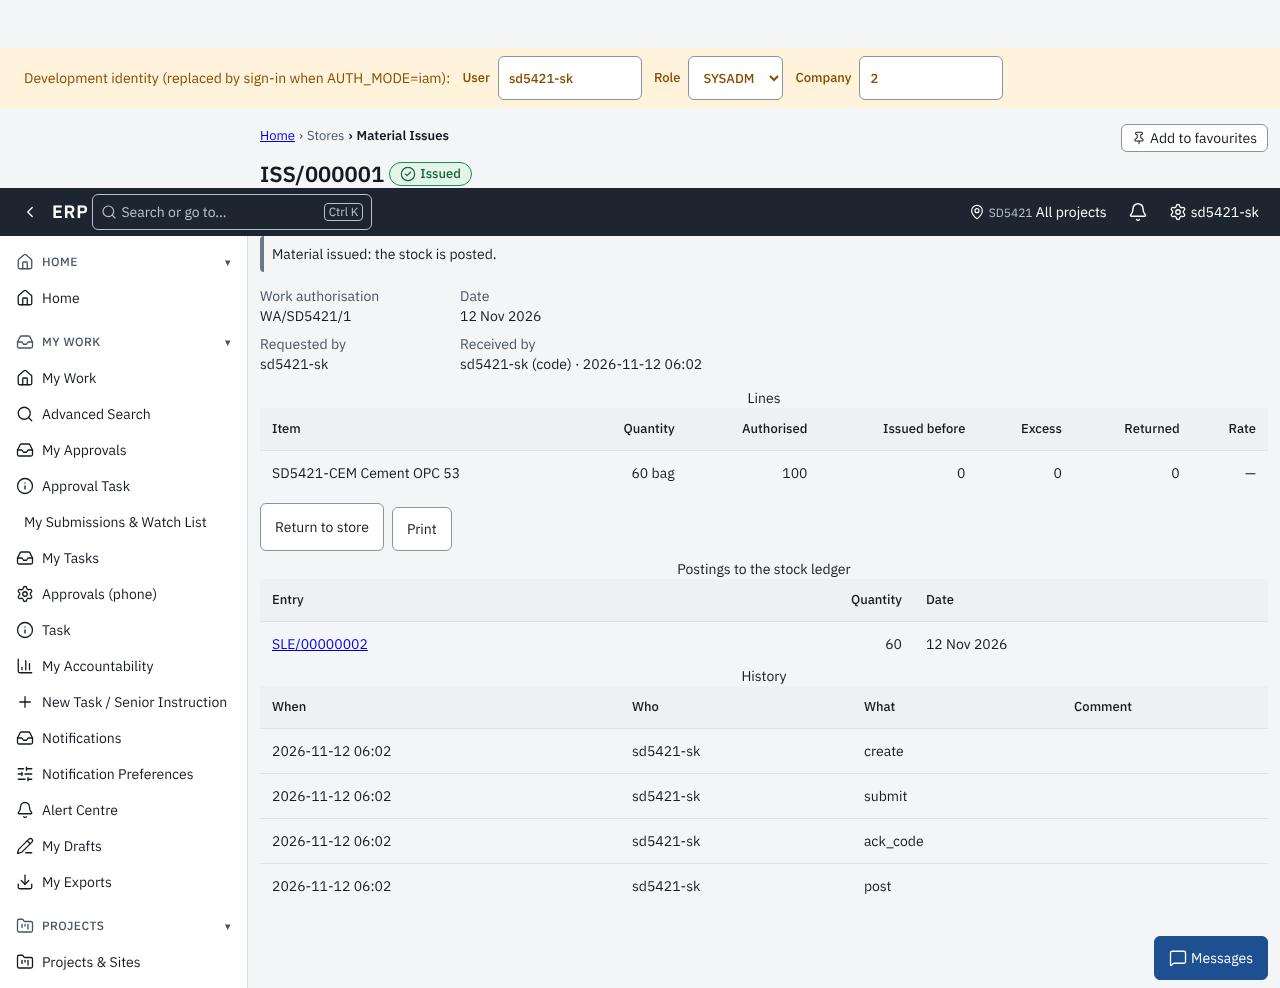 Development identity (replaced by sign-in when AUTH_MODE=iam): User sd5421-sk Role SYSADM Company 2
Home › Stores › Material Issues
Add to favourites
ISS/000001 Issued
ERP Search or go to... Ctrl K SD5421 All projects sd5421-sk
HOME
Home
MY WORK
My Work
Advanced Search
My Approvals
Approval Task
My Submissions & Watch List
My Tasks
Approvals (phone)
Task
My Accountability
New Task / Senior Instruction
Notifications
Notification Preferences
Alert Centre
My Drafts
My Exports
PROJECTS
Projects & Sites
Material issued: the stock is posted.
Work authorisation Date
WA/SD5421/1 12 Nov 2026
Requested by Received by
sd5421-sk sd5421-sk (code) · 2026-11-12 06:02
Lines
Item Quantity Authorised Issued before Excess Returned Rate
SD5421-CEM Cement OPC 53 60 bag 100 0 0 0 —
Return to store Print
Postings to the stock ledger
Entry Quantity Date
SLE/00000002 60 12 Nov 2026
History
When Who What Comment
2026-11-12 06:02 sd5421-sk create
2026-11-12 06:02 sd5421-sk submit
2026-11-12 06:02 sd5421-sk ack_code
2026-11-12 06:02 sd5421-sk post
Messages